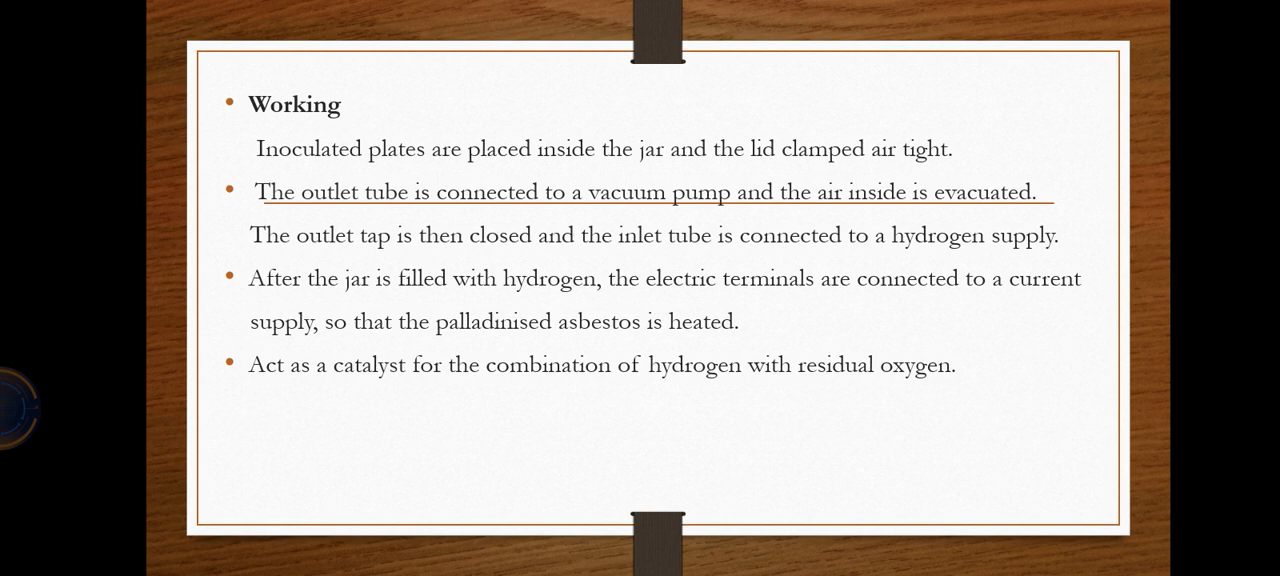 • Working
Inoculated plates are placed inside the jar and the lid clamped air tight.
• The outlet tube is connected to a vacuum pump and the air inside is evacuated.
The outlet tap is then closed and the inlet tube is connected to a hydrogen supply.
• After the jar is filled with hydrogen, the electric terminals are connected to a current
supply, so that the palladinised asbestos is heated.
• Act as a catalyst for the combination of hydrogen with residual oxygen.